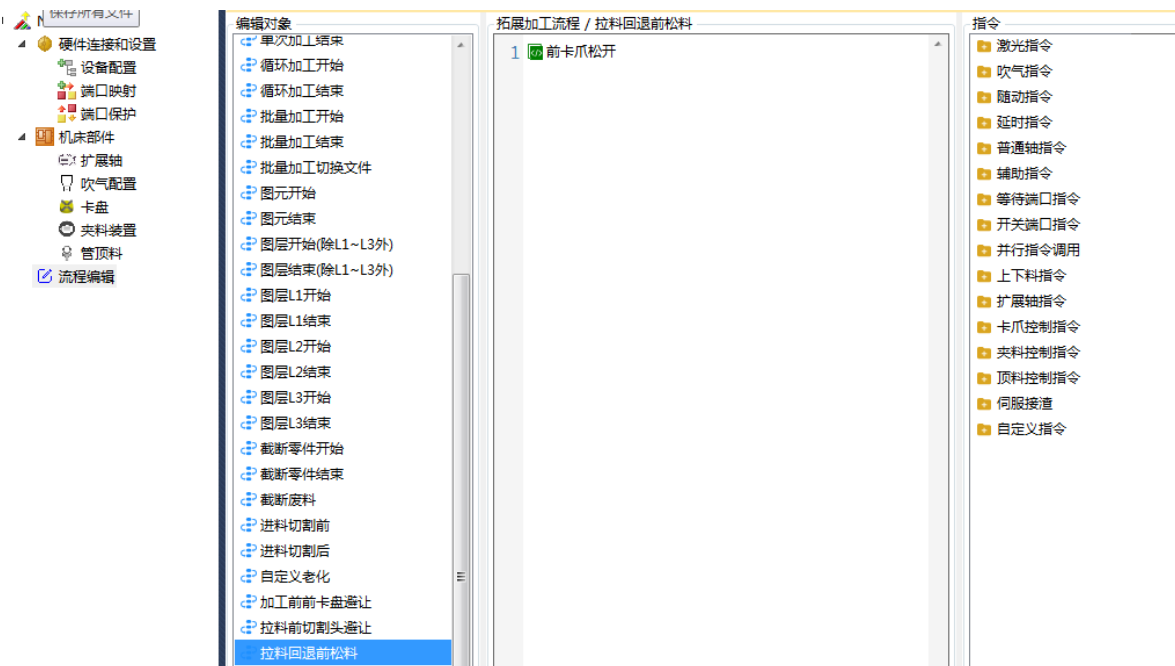 保存所有文件
硬件连接和设置
设备配置
端口映射
端口保护
机床部件
扩展轴
吹气配置
卡盘
夹料装置
管顶料
流程编辑
编辑对象
单次加工结束
循环加工开始
循环加工结束
批量加工开始
批量加工结束
批量加工切换文件
图元开始
图元结束
图层开始(除L1~L3外)
图层结束(除L1~L3外)
图层L1开始
图层L1结束
图层L2开始
图层L2结束
图层L3开始
图层L3结束
截断零件开始
截断零件结束
截断废料
进料切割前
进料切割后
自定义老化
加工前前卡盘避让
拉料前切割头避让
拉料回退前松料
拓展加工流程 / 拉料回退前松料
1 前卡爪松开
指令
激光指令
吹气指令
随动指令
延时指令
普通轴指令
辅助指令
等待端口指令
开关端口指令
并行指令调用
上下料指令
扩展轴指令
卡爪控制指令
夹料控制指令
顶料控制指令
伺服接渣
自定义指令